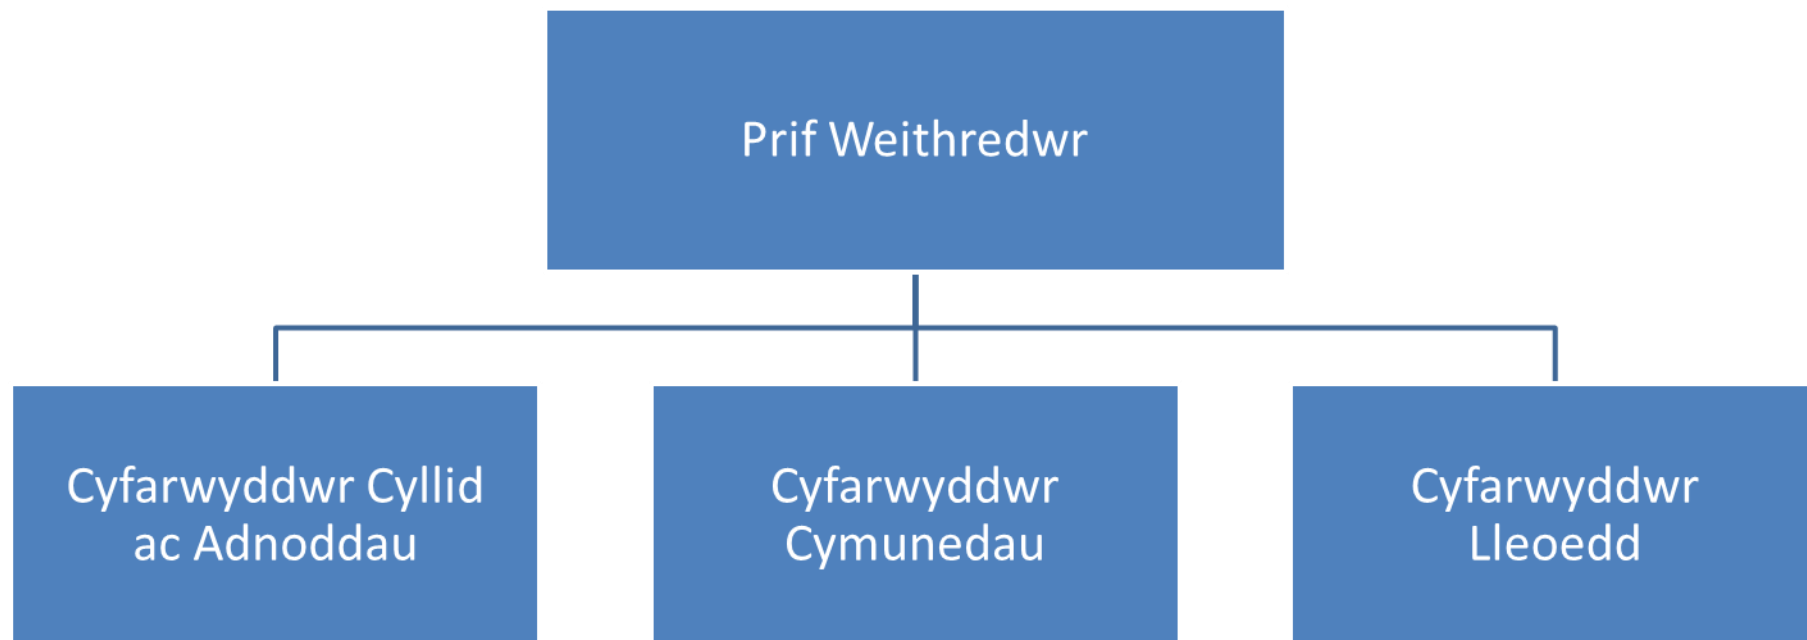 Prif Weithredwr
Cyfarwyddwr Cyllid
ac Adnoddau
Cyfarwyddwr
Cymunedau
Cyfarwyddwr
Lleoedd